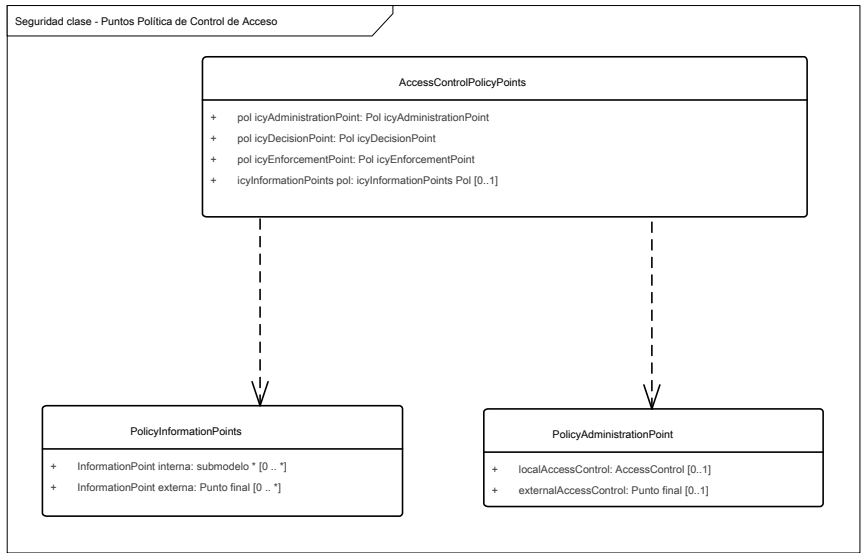 Seguridad clase - Puntos Política de Control de Acceso
AccessControlPolicyPoints
+ pol icyAdministrationPoint: Pol icyAdministrationPoint
+ pol icyDecisionPoint: Pol icyDecisionPoint
+ pol icyEnforcementPoint: Pol icyEnforcementPoint
+ icyInformationPoints pol: icyInformationPoints Pol [0..1]
PolicyInformationPoints
+ InformationPoint interna: submodelo * [0 .. *]
+ InformationPoint externa: Punto final [0 .. *]
PolicyAdministrationPoint
+ localAccessControl: AccessControl [0..1]
+ externalAccessControl: Punto final [0..1]